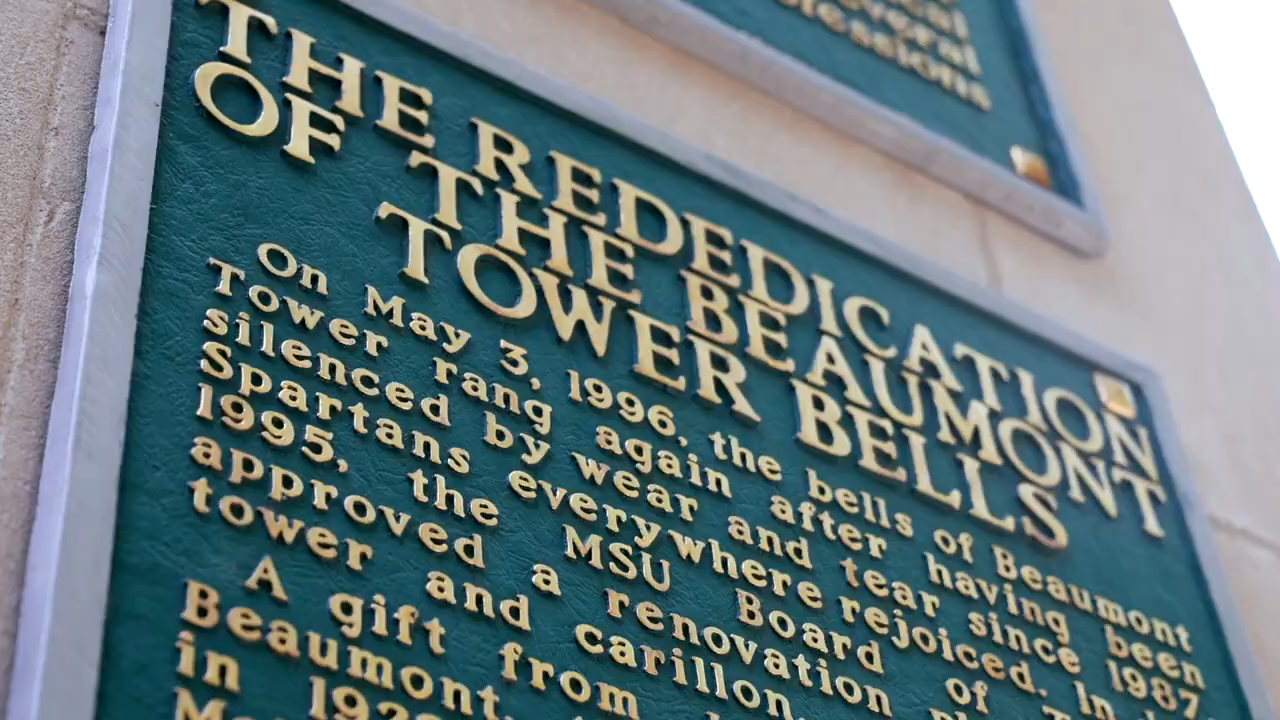 THE REDEDICATION
OF THE BEAUMONT
TOWER BELLS
On May 3, 1996, the bells of Beaumont
Tower rang again after having been
silenced by wear and tear since 1987
Spartans everywhere rejoiced. In
1995, the MSU Board of
approved a renovation
tower and carillon.
A gift from
Beaumont,
in